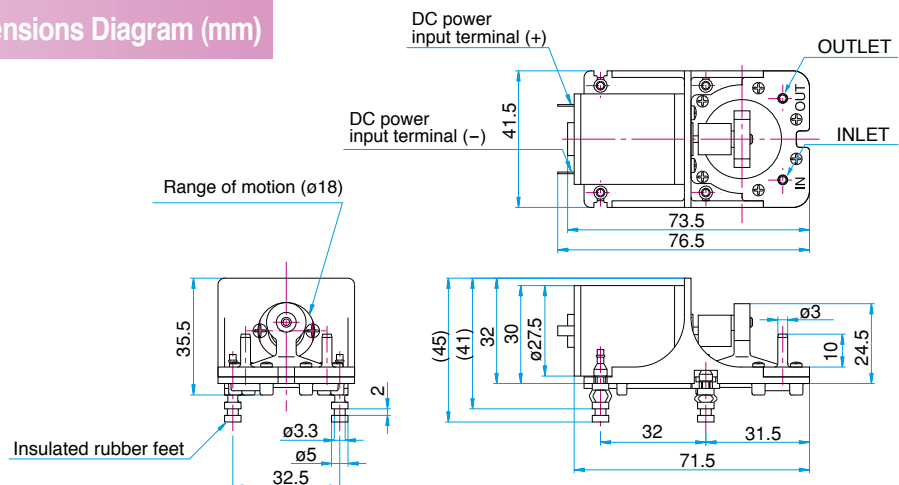 ensions Diagram (mm)
DC power
input terminal (+)
OUTLET
OUT
41.5
DC power
input terminal (−)
INLET
IN
73.5
76.5
Range of motion (ø18)
35.5
2
ø3.3
ø5
32.5
Insulated rubber feet
(45)
(41)
32
30
ø27.5
ø3
10
24.5
32
31.5
71.5